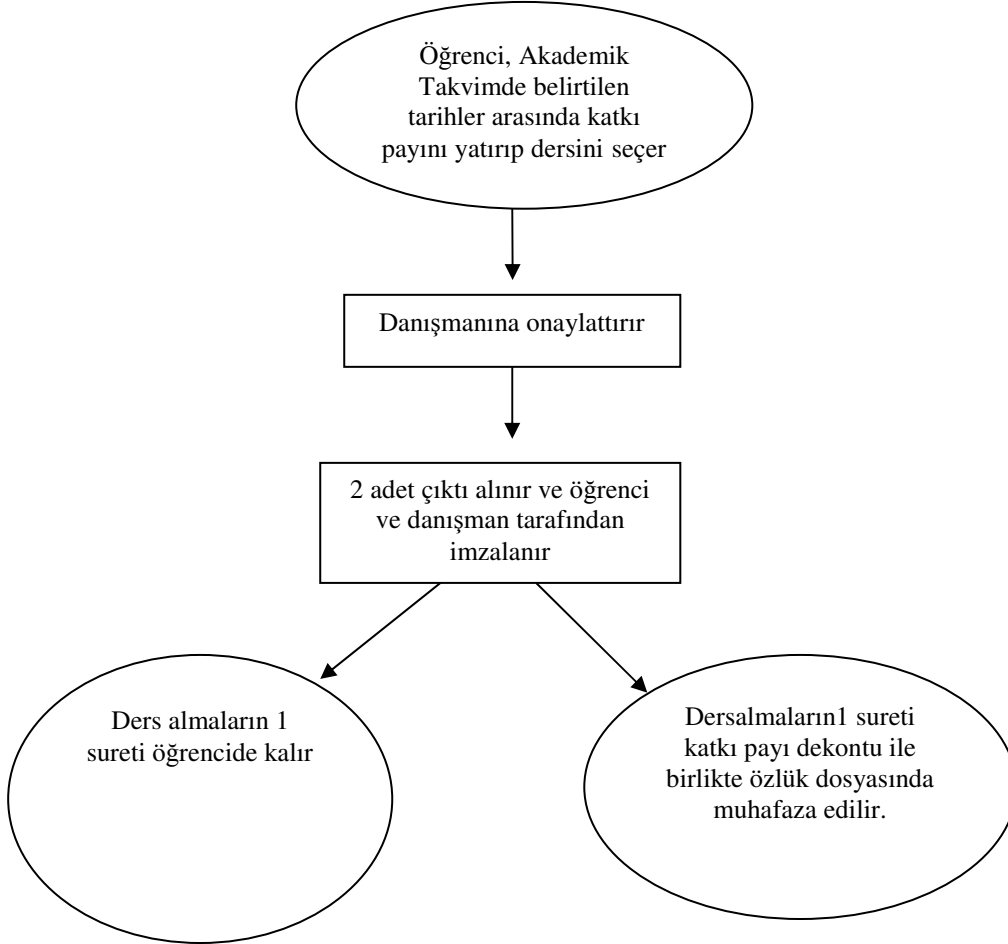 Öğrenci, Akademik
Takvimde belirtilen
tarihler arasında katkı
payını yatırıp dersini seçer
Danışmanına onaylattırır
2 adet çıktı alınır ve öğrenci
ve danışman tarafından
imzalanır
Ders almaların 1
sureti öğrencide kalır
Dersalmaların1 sureti
katkı payı dekontu ile
birlikte özlük dosyasında
muhafaza edilir.